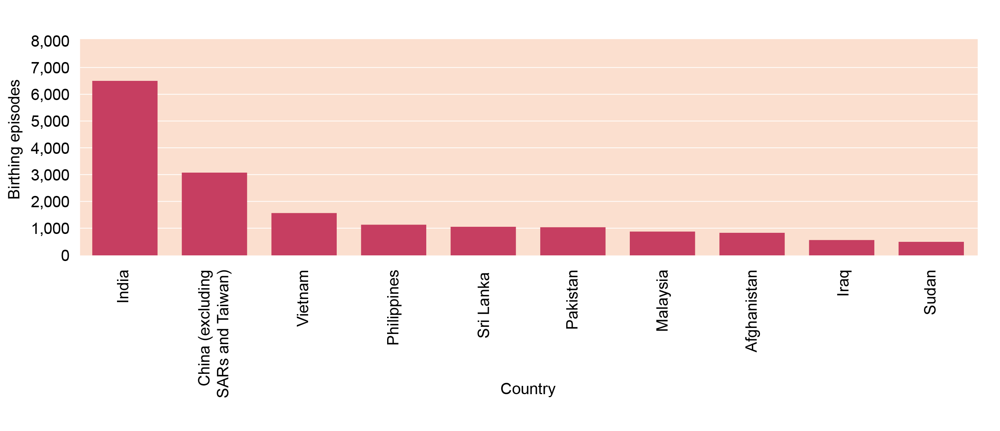 8,000
7,000
6,000
5,000
4,000
3,000
2,000
1,000
0
Birthing episodes
India
China (excluding
SARs and Taiwan)
Vietnam
Philippines
Sri Lanka
Pakistan
Malaysia
Afghanistan
Iraq
Sudan
Country